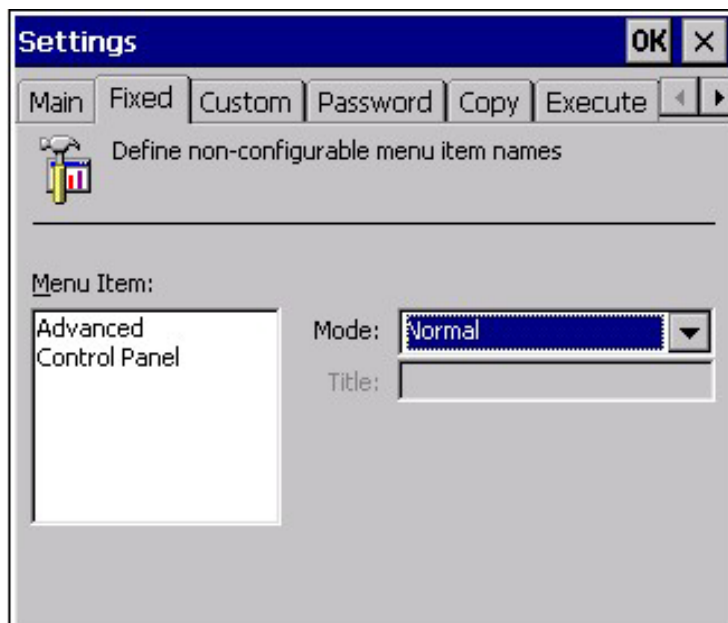 Settings OK ×
Main Fixed Custom Password Copy Execute
Define non-configurable menu item names
Menu Item:
Advanced
Control Panel
Mode: Normal
Title: